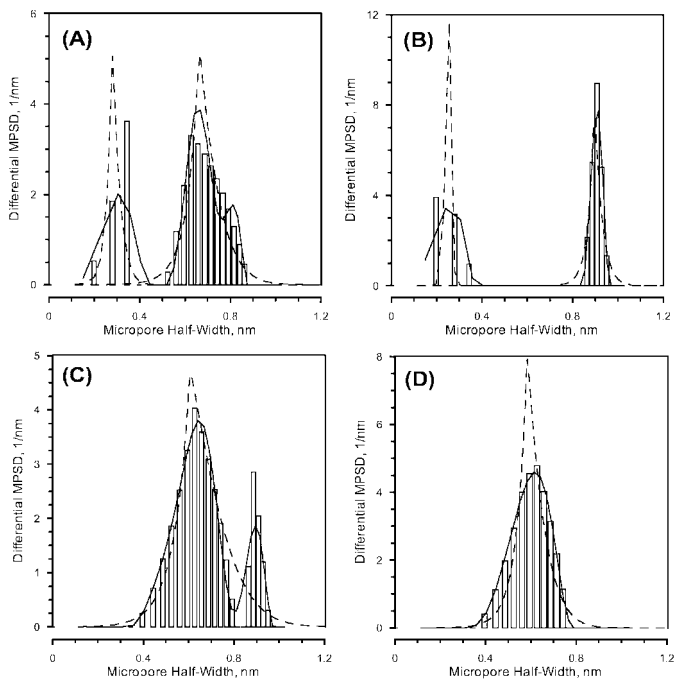 (A)
Differential MPSD, 1/nm
6
4
2
0
0 0.4 0.8 1.2
Micropore Half-Width, nm
(B)
Differential MPSD, 1/nm
12
8
4
0
0 0.4 0.8 1.2
Micropore Half-Width, nm
(C)
Differential MPSD, 1/nm
5
4
3
2
1
0
0 0.4 0.8 1.2
Micropore Half-Width, nm
(D)
Differential MPSD, 1/nm
8
6
4
2
0
0 0.4 0.8 1.2
Micropore Half-Width, nm